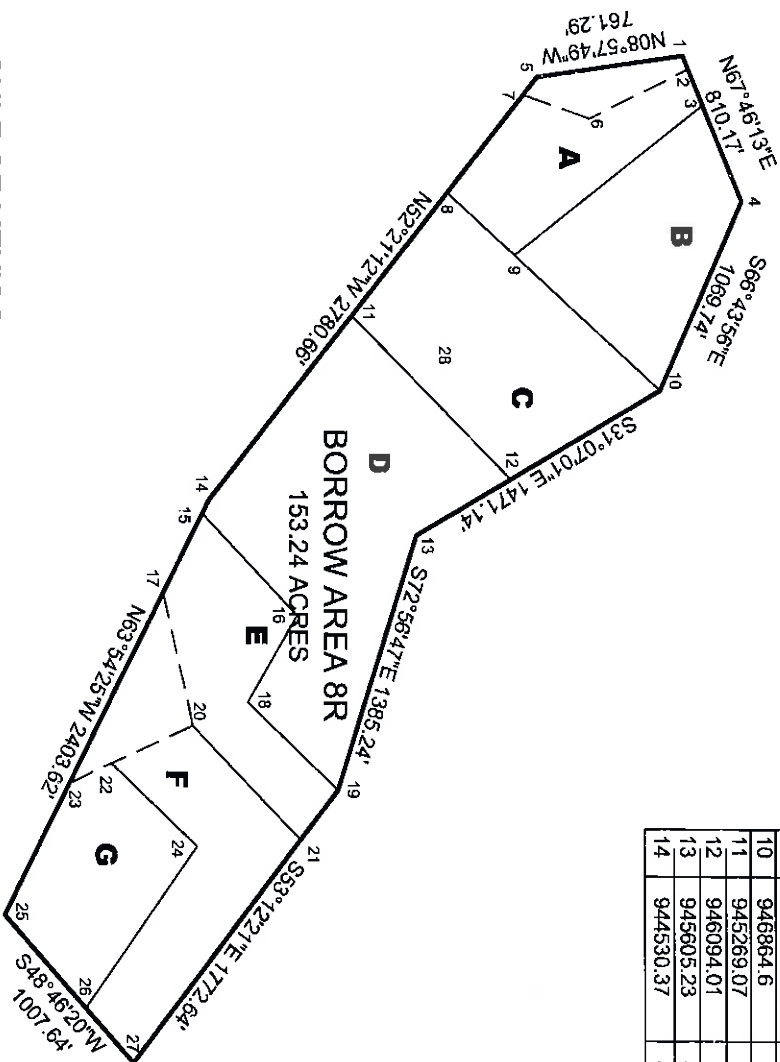 1
2
3
4
5
6
7
8
9
10
11
12
13
14
15
16
17
18
19
20
21
22
23
24
25
26
27
28
A
B
C
D
E
F
G
N08°57'49"W
761.29'
N67°46'13"E
810.17'
S66°43'56"E
1069.74'
S31°07'01"E 1471.14'
S72°56'47"E 1385.24'
S53°12'21"E 1772.64'
S48°46'20"W
1007.64'
N63°54'25"W 2403.62'
N52°21'12"W 2780.66'
BORROW AREA 8R
153.24 ACRES
10 946864.6
11 945269.07
12 946094.01
13 945605.23
14 944530.37